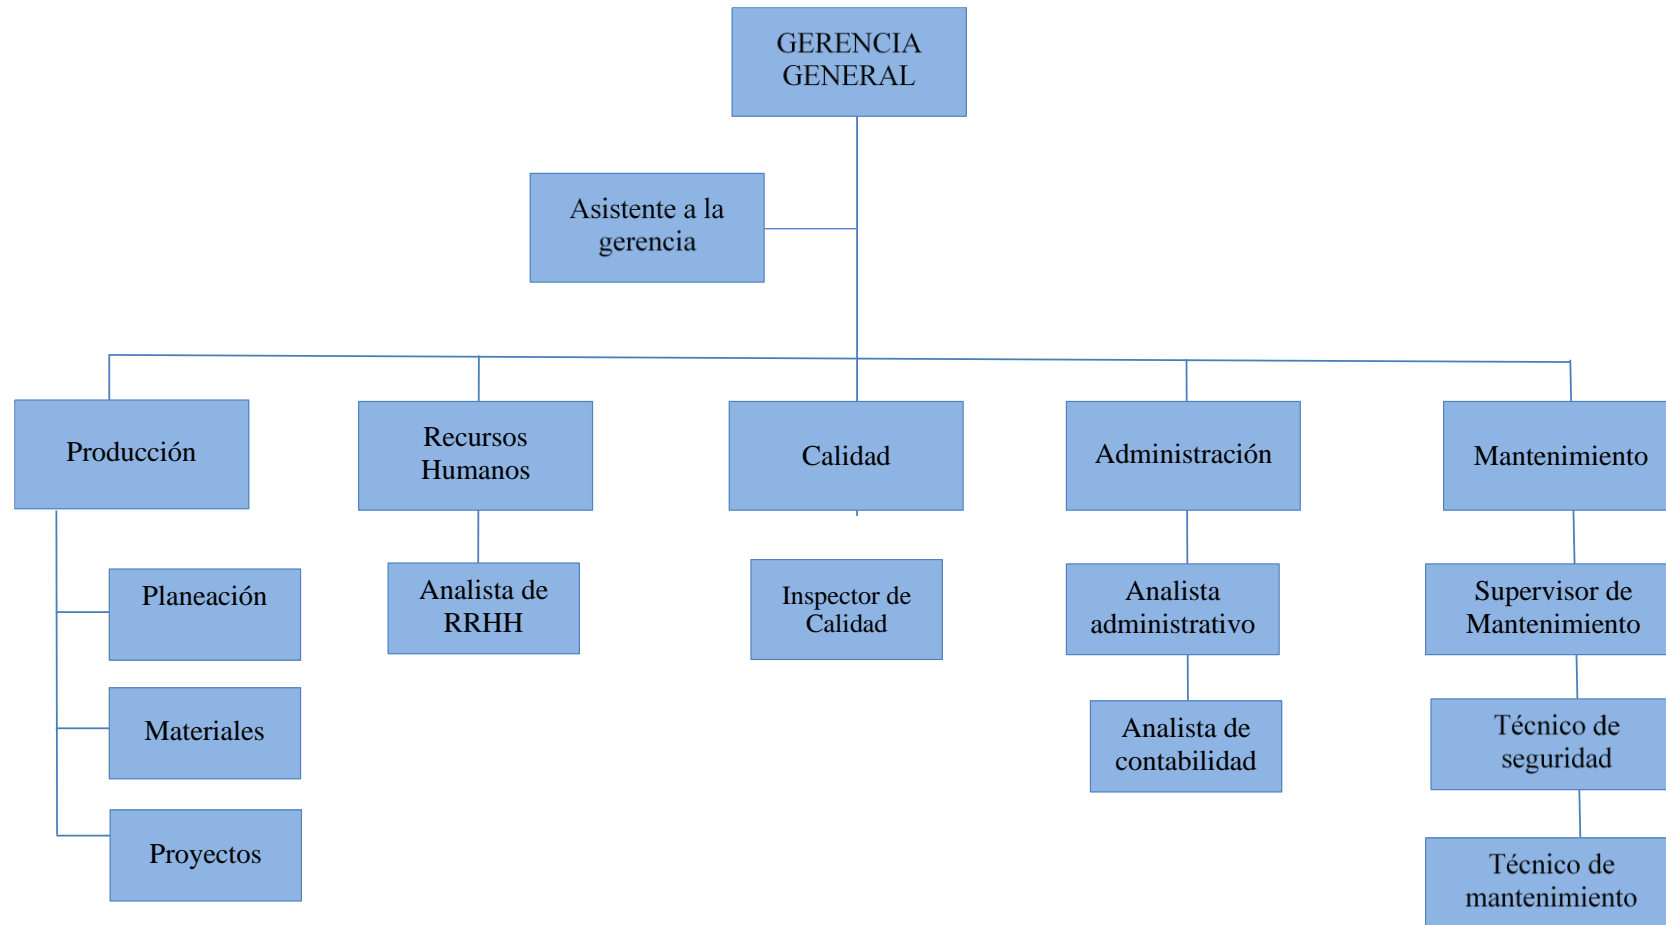 GERENCIA
GENERAL
Asistente a la
gerencia
Producción
Recursos
Humanos
Calidad
Administración
Mantenimiento
Planeación
Analista de
RRHH
Inspector de
Calidad
Analista
administrativo
Supervisor de
Mantenimiento
Materiales
Analista de
contabilidad
Técnico de
seguridad
Proyectos
Técnico de
mantenimiento